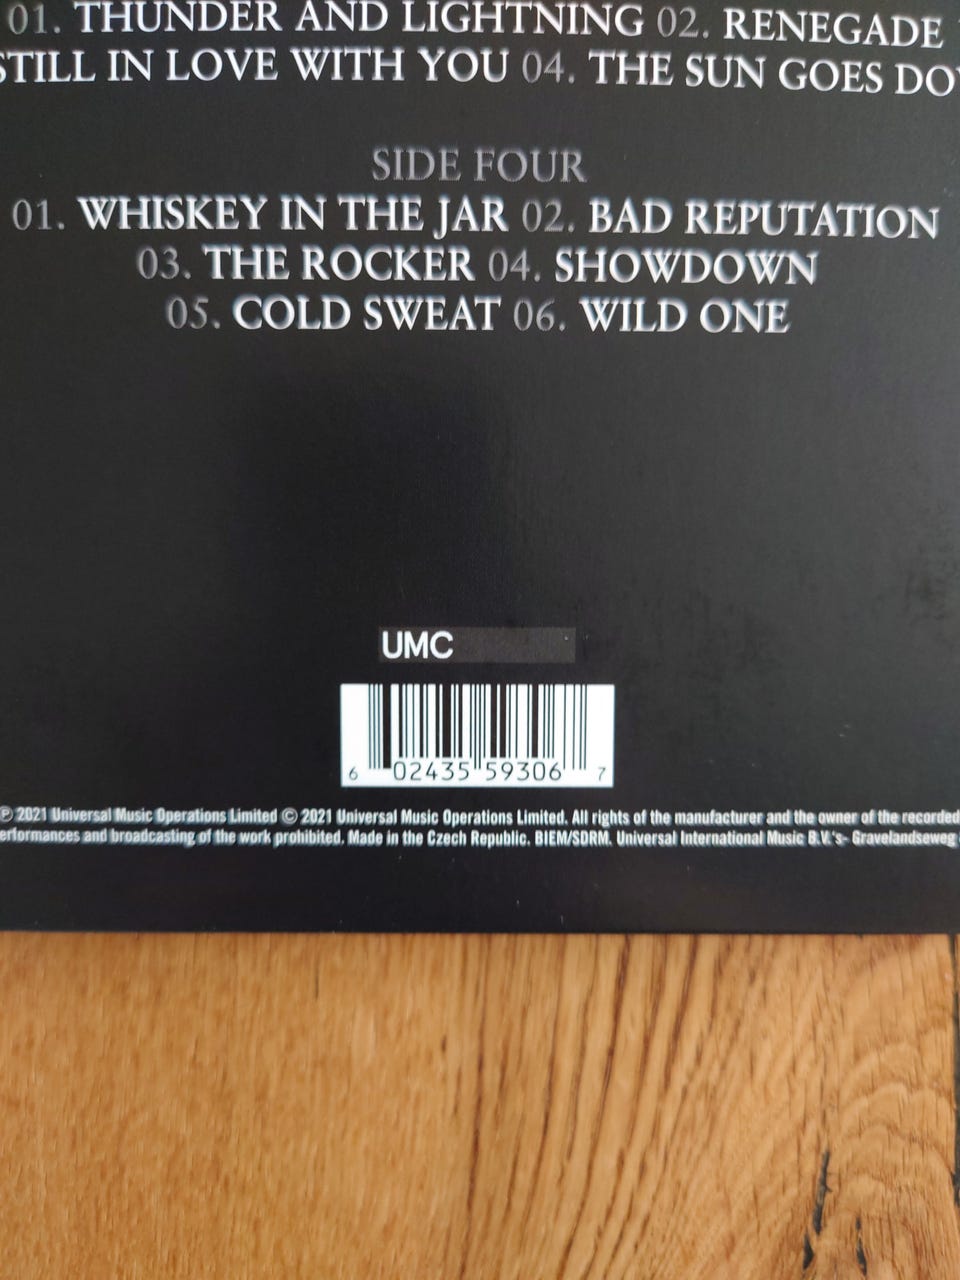 01. THUNDER AND LIGHTNING 02. RENEGADE
STILL IN LOVE WITH YOU 04. THE SUN GOES DO
SIDE FOUR
01. WHISKEY IN THE JAR 02. BAD REPUTATION
03. THE ROCKER 04. SHOWDOWN
05. COLD SWEAT 06. WILD ONE
UMC
6 02435 59306 7
℗ 2021 Universal Music Operations Limited © 2021 Universal Music Operations Limited. All rights of the manufacturer and the owner of the recorded
erformances and broadcasting of the work prohibited. Made in the Czech Republic. BIEM/SDRM. Universal International Music B.V.'s- Gravelandseweg